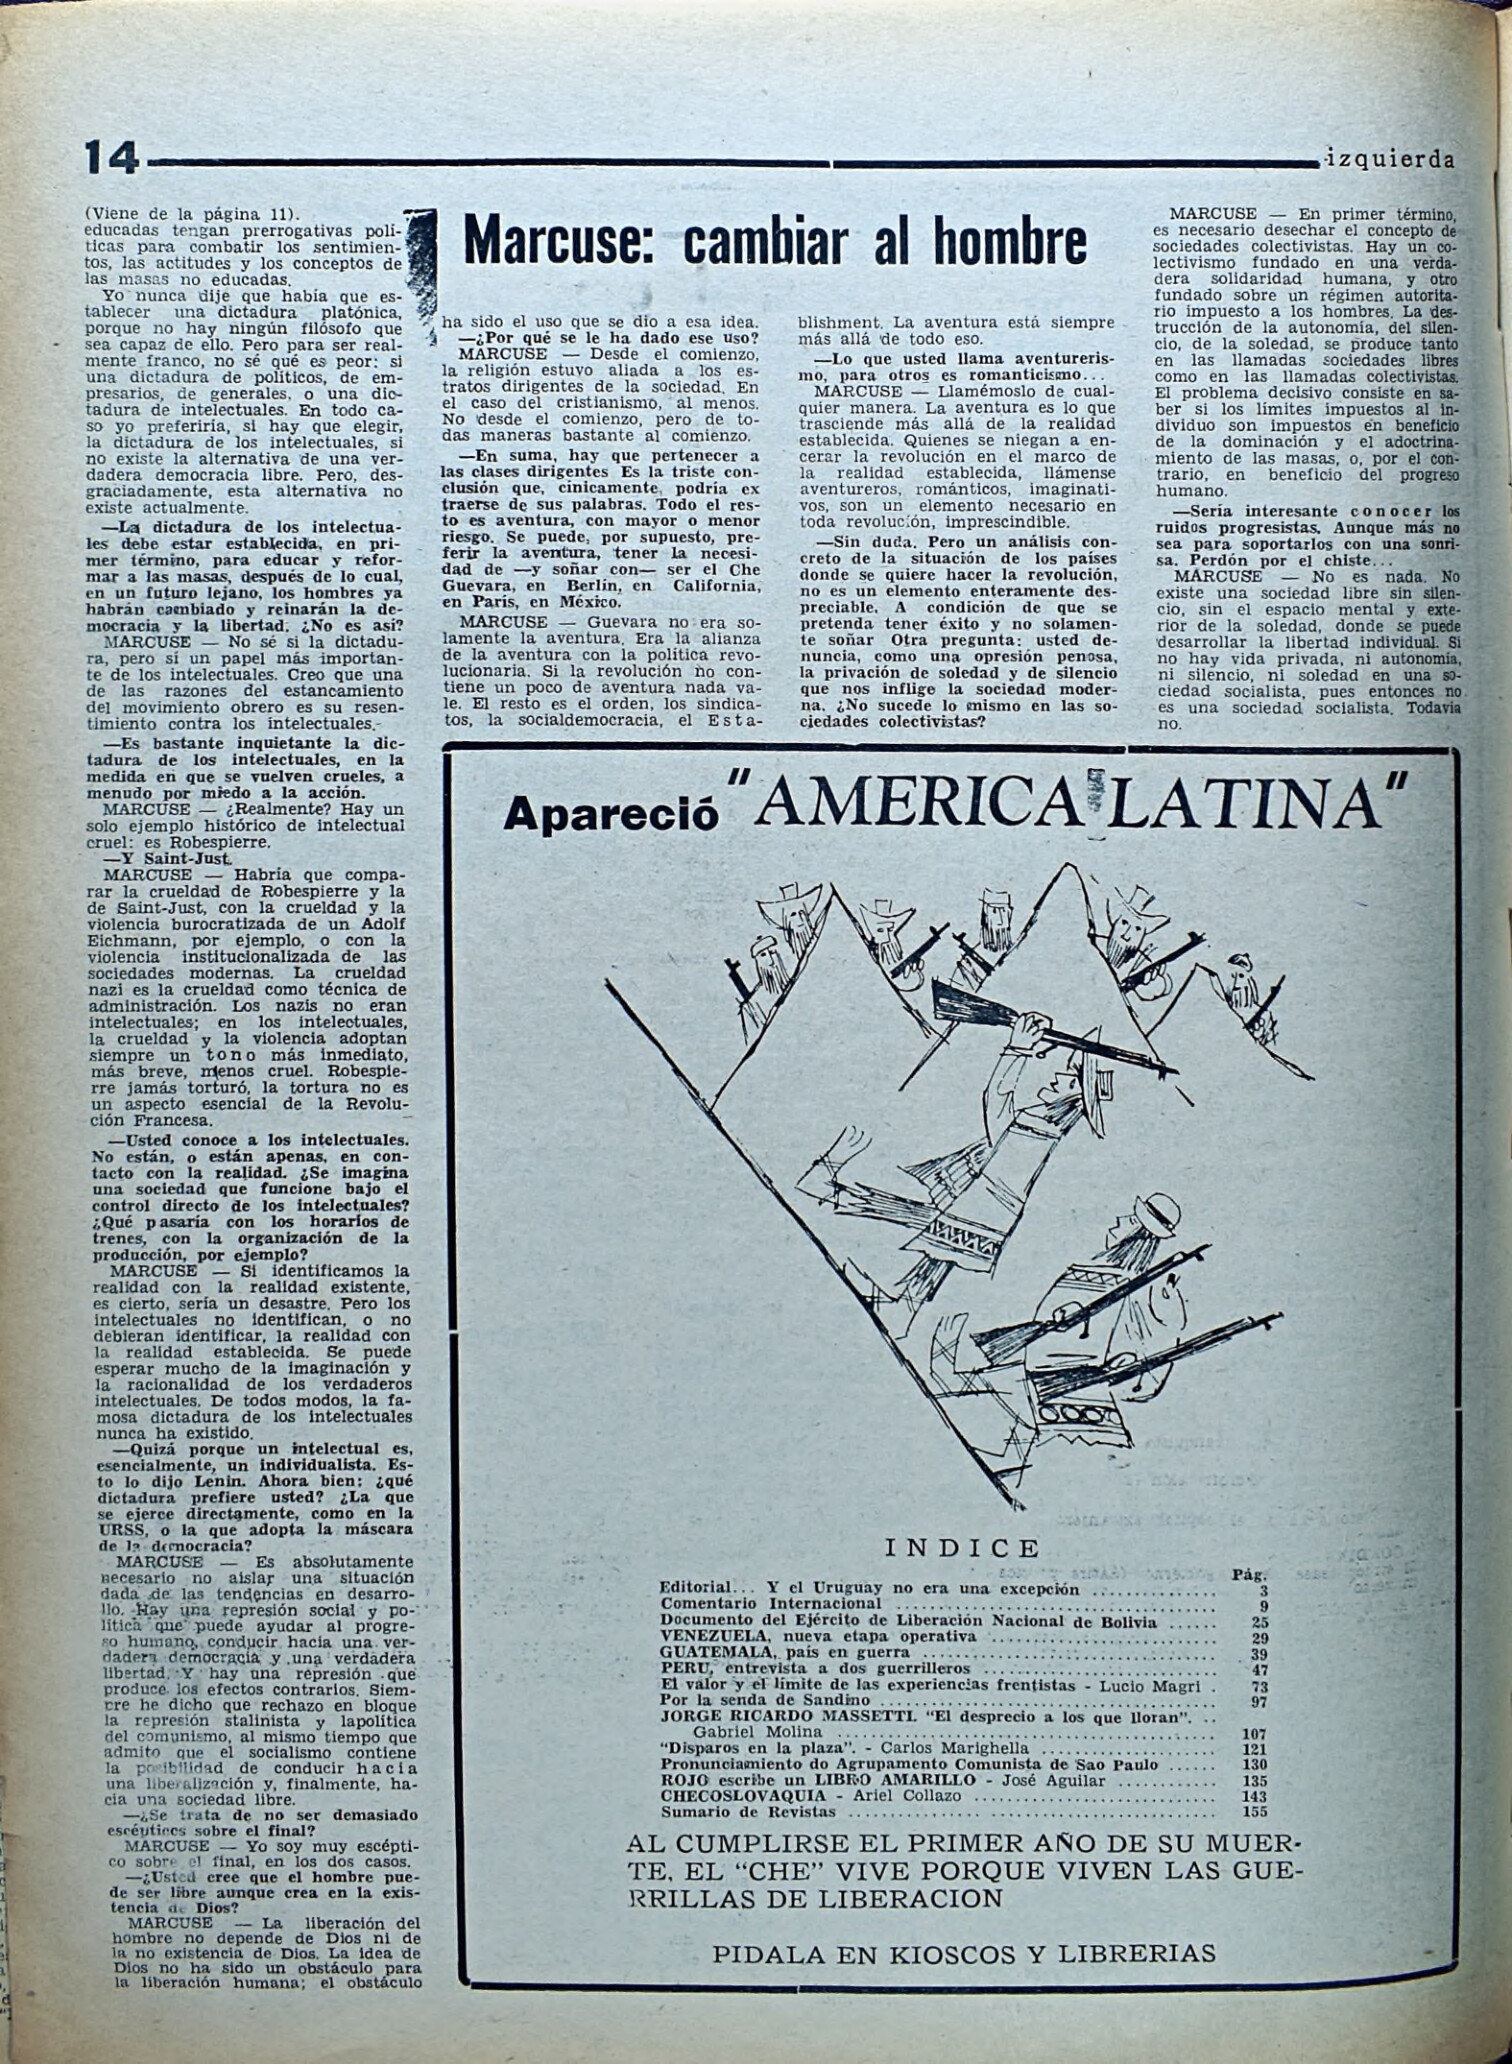 14
izquierda
(Viene de la página 11).
educadas tengan prerrogativas polí-
ticas para combatir los sentimien-
tos, las actitudes y los conceptos de
las masas no educadas.
Yo nunca dije que había que es-
tablecer una dictadura platónica,
porque no hay ningún filósofo que
sea capaz de ello. Pero para ser real-
mente franco, no sé qué es peor: si
una dictadura de políticos, de em-
presarios, de generales, o una dic-
tadura de intelectuales. En todo ca-
so yo preferiría, si hay que elegir,
la dictadura de los intelectuales, si
no existe la alternativa de una ver-
dadera democracia libre. Pero, des-
graciadamente, esta alternativa no
existe actualmente.
—La dictadura de los intelectua-
les debe estar establecida, en pri-
mer término, para educar y refor-
mar a las masas, después de lo cual,
en un futuro lejano, los hombres ya
habrán cambiado y reinarán la de-
mocracia y la libertad. ¿No es así?
MARCUSE — No sé si la dictadu-
ra, pero sí un papel más importan-
te de los intelectuales. Creo que una
de las razones del estancamiento
del movimiento obrero es su resen-
timiento contra los intelectuales.
—Es bastante inquietante la dic-
tadura de los intelectuales, en la
medida en que se vuelven crueles, a
menudo por miedo a la acción.
MARCUSE — ¿Realmente? Hay un
solo ejemplo histórico de intelectual
cruel: es Robespierre.
—Y Saint-Just.
MARCUSE — Habría que compa-
rar la crueldad de Robespierre y la
de Saint-Just, con la crueldad y la
violencia burocratizada de un Adolf
Eichmann, por ejemplo, o con la
violencia institucionalizada de las
sociedades modernas. La crueldad
nazi es la crueldad como técnica de
administración. Los nazis no eran
intelectuales; en los intelectuales,
la crueldad y la violencia adoptan
siempre un tono más inmediato,
más breve, menos cruel. Robespie-
rre jamás torturó, la tortura no es
un aspecto esencial de la Revolu-
ción Francesa.
—Usted conoce a los intelectuales.
No están, o están apenas, en con-
tacto con la realidad. ¿Se imagina
una sociedad que funcione bajo el
control directo de los intelectuales?
¿Qué pasaría con los horarios de
trenes, con la organización de la
producción, por ejemplo?
MARCUSE — Si identificamos la
realidad con la realidad existente,
es cierto, sería un desastre. Pero los
intelectuales no identifican, o no
debieran identificar, la realidad con
la realidad establecida. Se puede
esperar mucho de la imaginación y
la racionalidad de los verdaderos
intelectuales. De todos modos, la fa-
mosa dictadura de los intelectuales
nunca ha existido.
—Quizá porque un intelectual es,
esencialmente, un individualista. Es-
to lo dijo Lenin. Ahora bien: ¿qué
dictadura prefiere usted? ¿La que
se ejerce directamente, como en la
URSS, o la que adopta la máscara
de la democracia?
MARCUSE — Es absolutamente
necesario no aislar una situación
dada de las tendencias en desarro-
llo. Hay una represión social y po-
lítica que puede ayudar al progre-
so humano, conducir hacia una ver-
dadera democracia y una verdadera
libertad. Y hay una represión que
produce los efectos contrarios. Siem-
pre he dicho que rechazo en bloque
la represión stalinista y lapolítica
del comunismo, al mismo tiempo que
admito que el socialismo contiene
la posibilidad de conducir hacia
una liberalización y, finalmente, ha-
cia una sociedad libre.
—¿Se trata de no ser demasiado
escépticos sobre el final?
MARCUSE — Yo soy muy escépti-
co sobre el final, en los dos casos.
—¿Usted cree que el hombre pue-
de ser libre aunque crea en la exis-
tencia de Dios?
MARCUSE — La liberación del
hombre no depende de Dios ni de
la no existencia de Dios. La idea de
Dios no ha sido un obstáculo para
la liberación humana; el obstáculo
Marcuse: cambiar al hombre
ha sido el uso que se dio a esa idea.
—¿Por qué se le ha dado ese uso?
MARCUSE — Desde el comienzo,
la religión estuvo aliada a los es-
tratos dirigentes de la sociedad. En
el caso del cristianismo, al menos.
No desde el comienzo, pero de to-
das maneras bastante al comienzo.
—En suma, hay que pertenecer a
las clases dirigentes Es la triste con-
clusión que, cínicamente, podría ex
traerse de sus palabras. Todo el res-
to es aventura, con mayor o menor
riesgo. Se puede, por supuesto, pre-
ferir la aventura, tener la necesi-
dad de —y soñar con— ser el Che
Guevara, en Berlín, en California,
en París, en México.
MARCUSE — Guevara no era so-
lamente la aventura. Era la alianza
de la aventura con la política revo-
lucionaria. Si la revolución no con-
tiene un poco de aventura nada va-
le. El resto es el orden, los sindica-
tos, la socialdemocracia, el Esta-
blishment. La aventura está siempre
más allá de todo eso.
—Lo que usted llama aventureris-
mo, para otros es romanticismo...
MARCUSE — Llamémoslo de cual-
quier manera. La aventura es lo que
trasciende más allá de la realidad
establecida. Quienes se niegan a en-
cerar la revolución en el marco de
la realidad establecida, llámense
aventureros, románticos, imaginati-
vos, son un elemento necesario en
toda revolución, imprescindible.
—Sin duda. Pero un análisis con-
creto de la situación de los países
donde se quiere hacer la revolución,
no es un elemento enteramente des-
preciable. A condición de que se
pretenda tener éxito y no solamen-
te soñar Otra pregunta: usted de-
nuncia, como una opresión penosa,
la privación de soledad y de silencio
que nos inflige la sociedad moder-
na. ¿No sucede lo mismo en las so-
ciedades colectivistas?
MARCUSE — En primer término,
es necesario desechar el concepto de
sociedades colectivistas. Hay un co-
lectivismo fundado en una verda-
dera solidaridad humana, y otro
fundado sobre un régimen autorita-
rio impuesto a los hombres. La des-
trucción de la autonomía, del silen-
cio, de la soledad, se produce tanto
en las llamadas sociedades libres
como en las llamadas colectivistas.
El problema decisivo consiste en sa-
ber si los límites impuestos al in-
dividuo son impuestos en beneficio
de la dominación y el adoctrina-
miento de las masas, o, por el con-
trario, en beneficio del progreso
humano.
—Sería interesante conocer los
ruidos progresistas. Aunque más no
sea para soportarlos con una sonri-
sa. Perdón por el chiste...
MARCUSE — No es nada. No
existe una sociedad libre sin silen-
cio, sin el espacio mental y exte-
rior de la soledad, donde se puede
desarrollar la libertad individual. Si
no hay vida privada, ni autonomía,
ni silencio, ni soledad en una so-
ciedad socialista, pues entonces no
es una sociedad socialista. Todavía
no.
Apareció "AMERICA LATINA"
INDICE
Pág.
Editorial... Y el Uruguay no era una excepción ............... 3
Comentario Internacional ............... 9
Documento del Ejército de Liberación Nacional de Bolivia ...... 25
VENEZUELA, nueva etapa operativa ............... 29
GUATEMALA, país en guerra ............... 39
PERU, entrevista a dos guerrilleros ............... 47
El valor y el límite de las experiencias frentistas - Lucio Magri . 73
Por la senda de Sandino ............... 97
JORGE RICARDO MASSETTI. "El desprecio a los que lloran". ..
Gabriel Molina ............... 107
"Disparos en la plaza". - Carlos Marighella ............... 121
Pronunciamiento do Agrupamento Comunista de Sao Paulo ...... 130
ROJO escribe un LIBRO AMARILLO - José Aguilar ............ 135
CHECOSLOVAQUIA - Ariel Collazo ............... 143
Sumario de Revistas ............... 155
AL CUMPLIRSE EL PRIMER AÑO DE SU MUER-
TE, EL "CHE" VIVE PORQUE VIVEN LAS GUE-
RRILLAS DE LIBERACION
PIDALA EN KIOSCOS Y LIBRERIAS